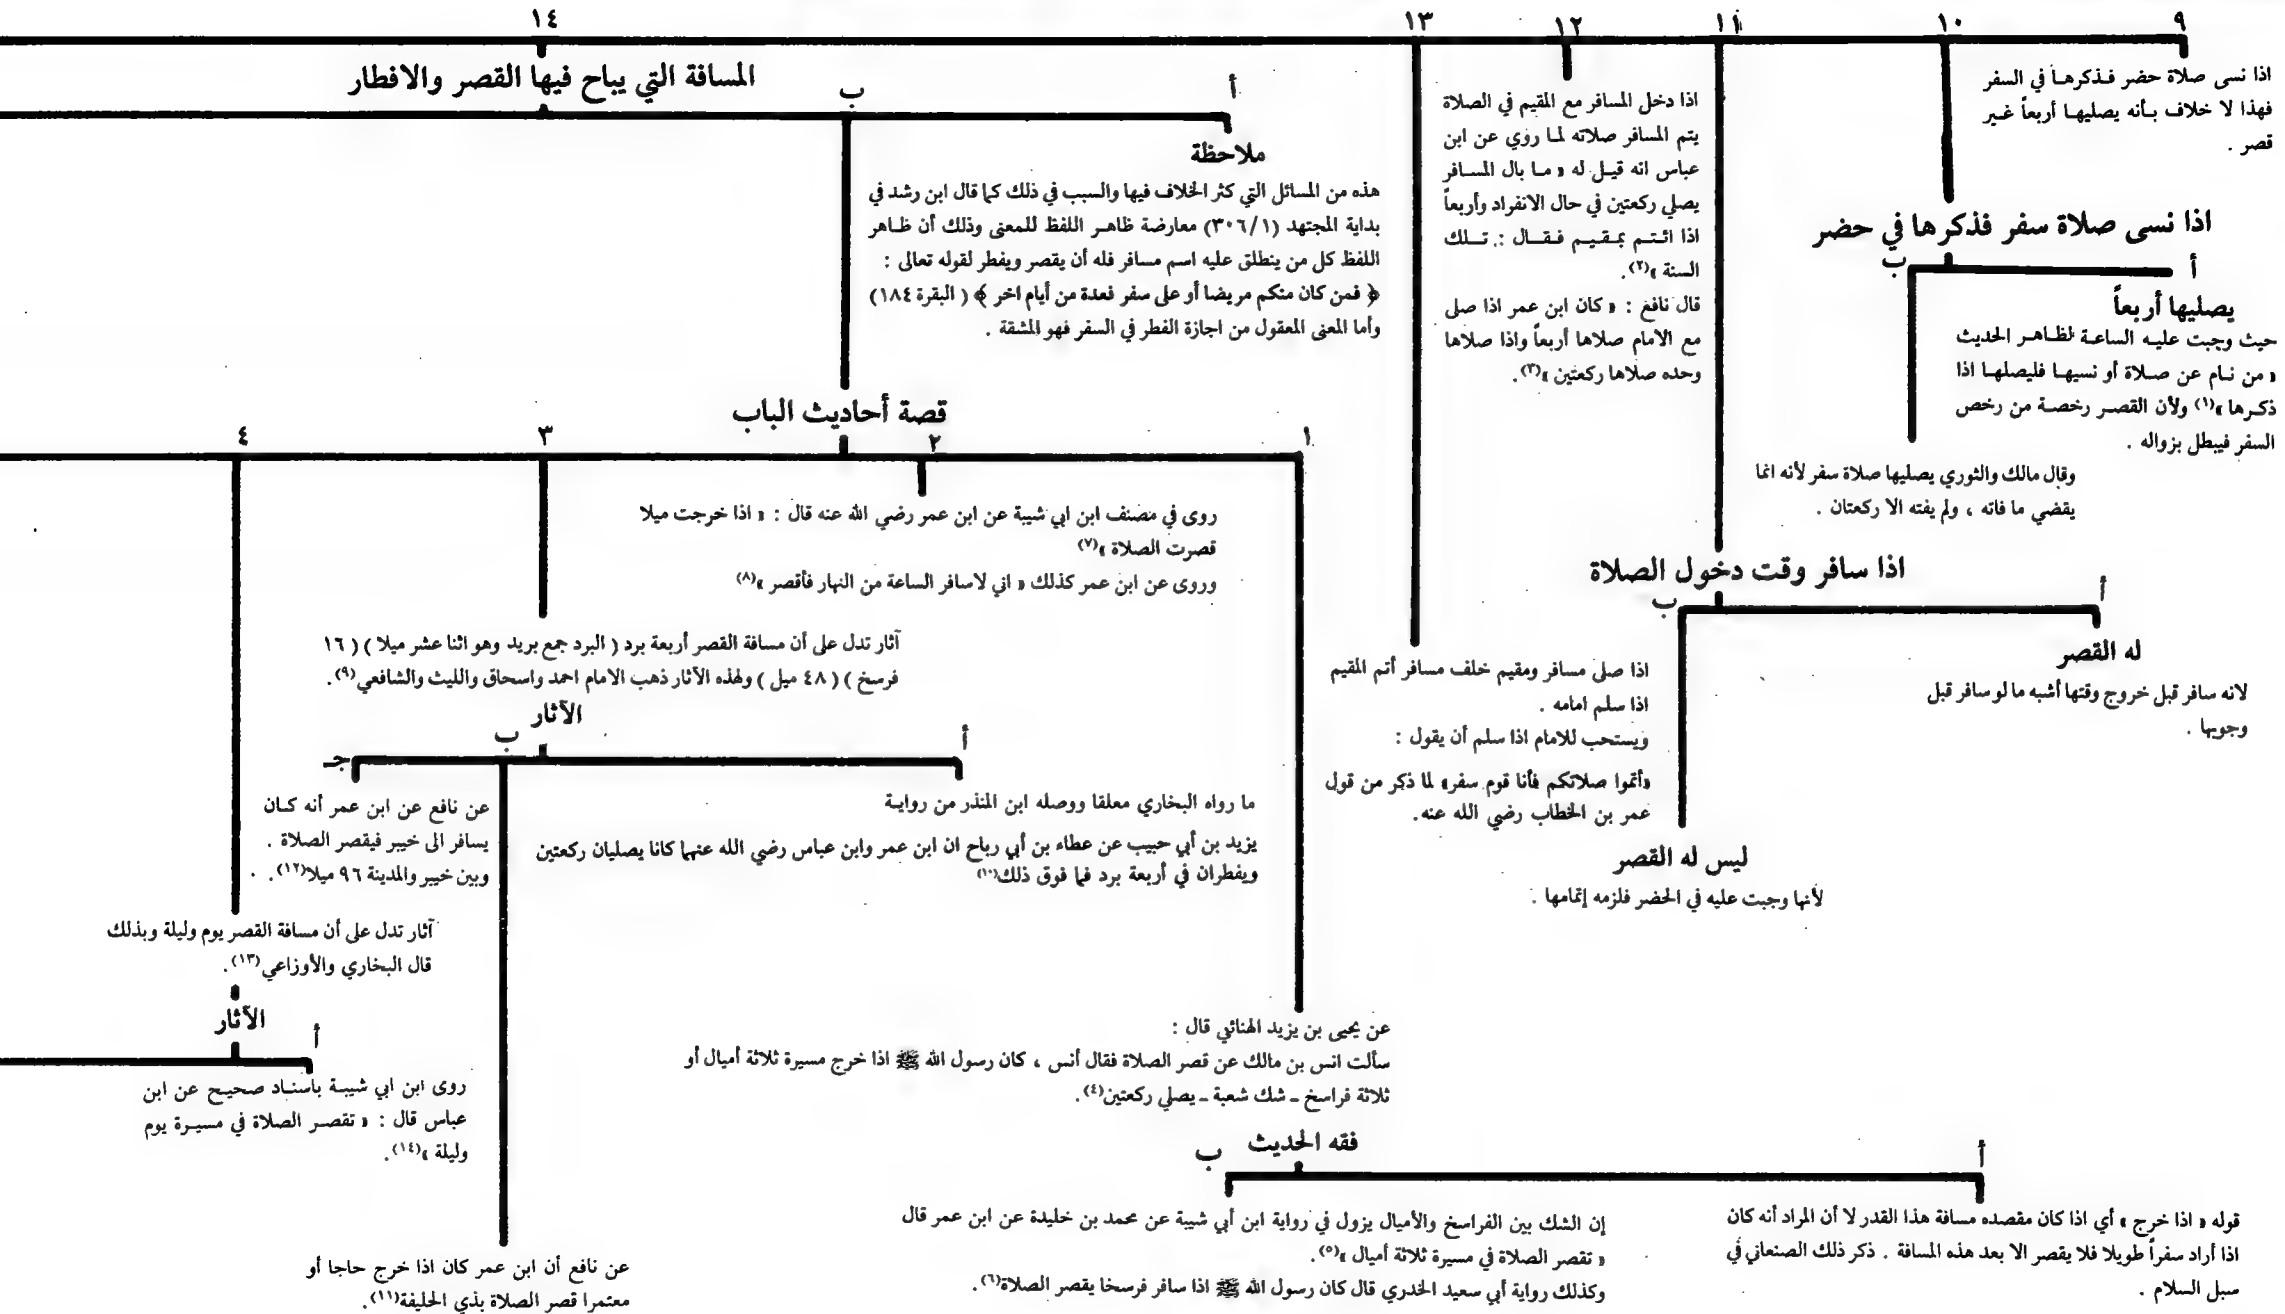 ٩
اذا نسى صلاة حضر فذكرها في السفر
فهذا لا خلاف بأنه يصليها أربعاً غير
قصر .
١٠
اذا نسى صلاة سفر فذكرها في حضر
أ
يصليها أربعاً
حيث وجبت عليه الساعة لظاهر الحديث
« من نام عن صلاة أو نسيها فليصلها اذا
ذكرها »(١) ولأن القصر رخصة من رخص
السفر فيبطل بزواله .
ب
وقال مالك والثوري يصليها صلاة سفر لأنه انما
يقضي ما فاته ، ولم يفته الا ركعتان .
١١
اذا سافر وقت دخول الصلاة
أ
له القصر
لانه سافر قبل خروج وقتها أشبه ما لو سافر قبل
وجوبها .
ب
ليس له القصر
لأنها وجبت عليه في الحضر فلزمه إتمامها .
١٢
اذا دخل المسافر مع المقيم في الصلاة
يتم المسافر صلاته لما روي عن ابن
عباس انه قيل له « ما بال المسافر
يصلي ركعتين في حال الانفراد وأربعاً
اذا ائتم بمقيم فقال : تلك
السنة »(٢).
قال نافع : « كان ابن عمر اذا صلى
مع الامام صلاها أربعاً واذا صلاها
وحده صلاها ركعتين »(٣).
١٣
اذا صلى مسافر ومقيم خلف مسافر أتم المقيم
اذا سلم امامه .
ويستحب للامام اذا سلم أن يقول :
«أتموا صلاتكم فأنا قوم سفر» لما ذكر من قول
عمر بن الخطاب رضي الله عنه.
١٤
المسافة التي يباح فيها القصر والافطار
أ
ملاحظة
هذه من المسائل التي كثر الخلاف فيها والسبب في ذلك كما قال ابن رشد في
بداية المجتهد (٣٠٦/١) معارضة ظاهر اللفظ للمعنى وذلك أن ظاهر
اللفظ كل من ينطلق عليه اسم مسافر فله أن يقصر ويفطر لقوله تعالى :
﴿ فمن كان منكم مريضا أو على سفر فعدة من أيام اخر ﴾ ( البقرة ١٨٤)
وأما المعنى المعقول من اجازة الفطر في السفر فهو المشقة .
ب
قصة أحاديث الباب
١
عن يحيى بن يزيد الهنائي قال :
سألت انس بن مالك عن قصر الصلاة فقال أنس ، كان رسول الله ﷺ اذا خرج مسيرة ثلاثة أميال أو
ثلاثة فراسخ ـ شك شعبة ـ يصلي ركعتين(٤).
فقه الحديث
أ
قوله « اذا خرج » أي اذا كان مقصده مسافة هذا القدر لا أن المراد أنه كان
اذا أراد سفراً طويلا فلا يقصر الا بعد هذه المسافة . ذكر ذلك الصنعاني في
سبل السلام .
ب
إن الشك بين الفراسخ والأميال يزول في رواية ابن أبي شيبة عن محمد بن خليدة عن ابن عمر قال
« تقصر الصلاة في مسيرة ثلاثة أميال »(٥).
وكذلك رواية أبي سعيد الخدري قال كان رسول الله ﷺ اذا سافر فرسخا يقصر الصلاة(٦).
٢
روى في مصنف ابن ابي شيبة عن ابن عمر رضي الله عنه قال : « اذا خرجت ميلا
قصرت الصلاة »(٧)
وروى عن ابن عمر كذلك « اني لاسافر الساعة من النهار فأقصر »(٨)
٣
آثار تدل على أن مسافة القصر أربعة برد ( البرد جمع بريد وهو اثنا عشر ميلا ) ( ١٦
فرسخ ) ( ٤٨ ميل ) ولهذه الآثار ذهب الامام احمد واسحاق والليث والشافعي(٩).
الآثار
أ
ما رواه البخاري معلقا ووصله ابن المنذر من رواية
يزيد بن أبي حبيب عن عطاء بن أبي رباح ان ابن عمر وابن عباس رضي الله عنهما كانا يصليان ركعتين
ويفطران في أربعة برد فما فوق ذلك(١٠)
ب
عن نافع أن ابن عمر كان اذا خرج حاجا أو
معتمرا قصر الصلاة بذي الحليفة(١١).
جـ
عن نافع عن ابن عمر أنه كان
يسافر الى خيبر فيقصر الصلاة .
وبين خيبر والمدينة ٩٦ ميلا(١٢).
٤
آثار تدل على أن مسافة القصر يوم وليلة وبذلك
قال البخاري والأوزاعي(١٣).
الآثار
أ
روى ابن ابي شيبة باسناد صحيح عن ابن
عباس قال : « تقصر الصلاة في مسيرة يوم
وليلة »(١٤).